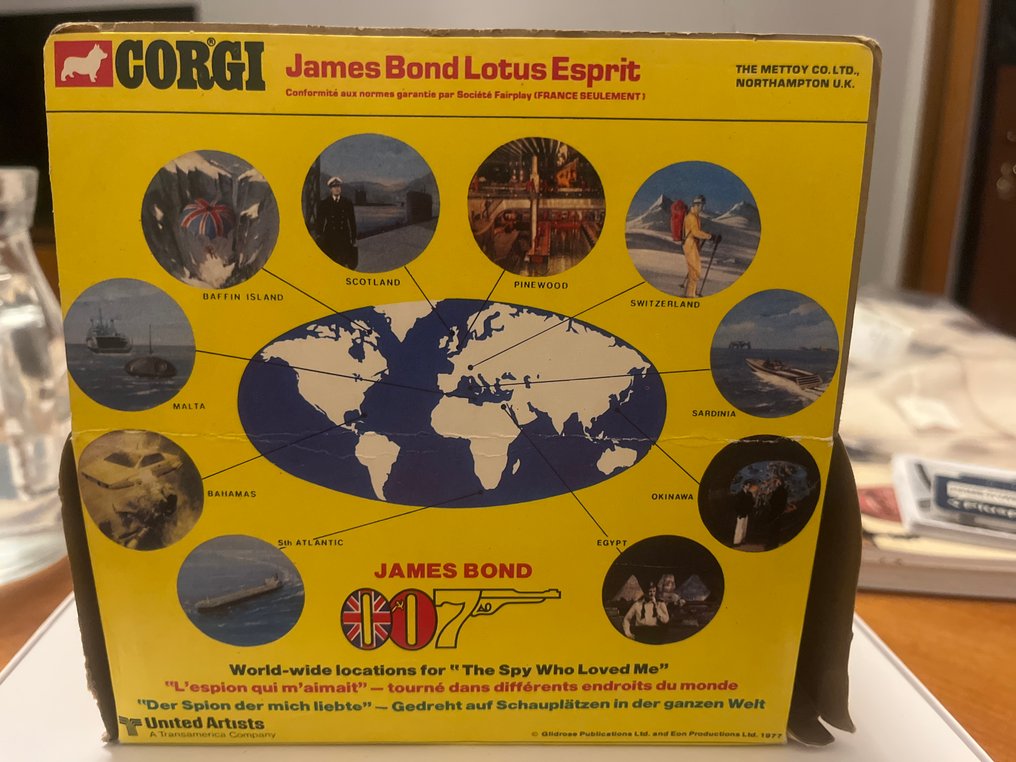 CORGI®
James Bond Lotus Esprit
Conformité aux normes garantie par Société Fairplay (FRANCE SEULEMENT)
THE METTOY CO. LTD.,
NORTHAMPTON U.K.
BAFFIN ISLAND
SCOTLAND
PINEWOOD
SWITZERLAND
MALTA
SARDINIA
BAHAMAS
OKINAWA
Sth ATLANTIC
EGYPT
JAMES BOND
007
World-wide locations for "The Spy Who Loved Me"
"L'espion qui m'aimait" — tourné dans différents endroits du monde
"Der Spion der mich liebte" — Gedreht auf Schauplätzen in der ganzen Welt
United Artists
A Transamerica Company
© Glidrose Publications Ltd. and Eon Productions Ltd. 1977